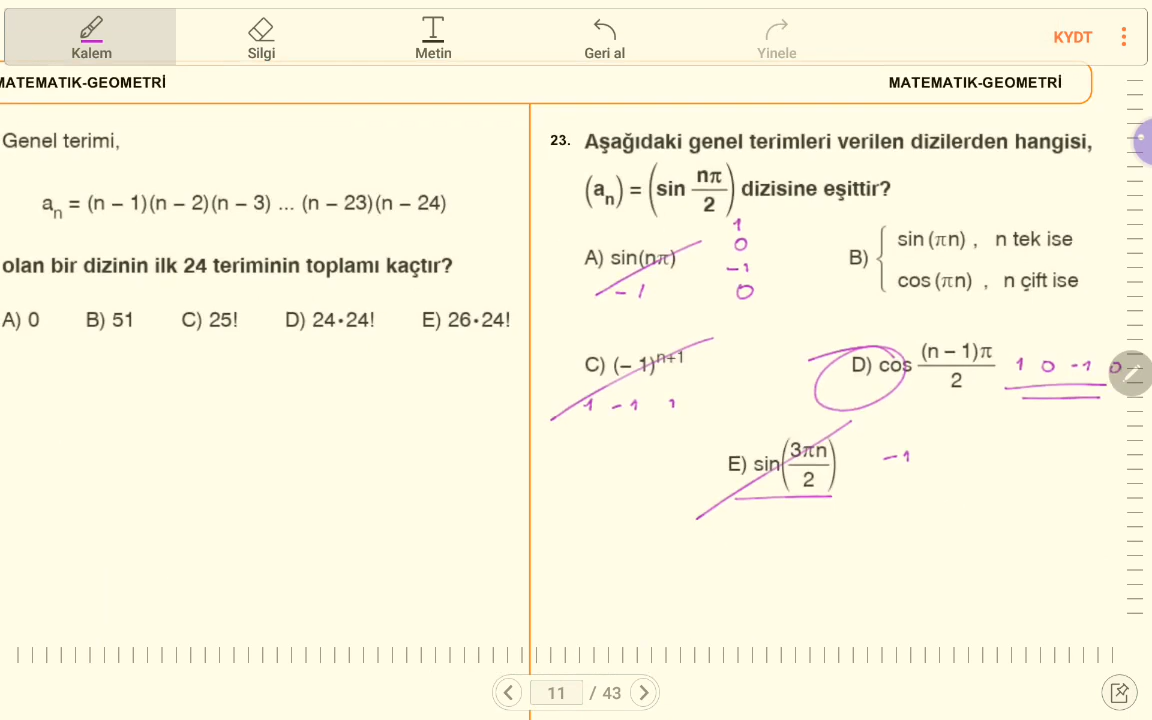 Kalem Silgi Metin Geri al Yinele KYDT
MATEMATİK-GEOMETRİ
Genel terimi,
aₙ = (n − 1)(n − 2)(n − 3) ... (n − 23)(n − 24)
olan bir dizinin ilk 24 teriminin toplamı kaçtır?
A) 0 B) 51 C) 25! D) 24•24! E) 26•24!
MATEMATİK-GEOMETRİ
23. Aşağıdaki genel terimleri verilen dizilerden hangisi,
(aₙ) = (sin nπ/2) dizisine eşittir?
1
0
−1
0
A) sin(nπ)
−1
B) { sin(πn) , n tek ise
cos(πn) , n çift ise
C) (−1)ⁿ⁺¹
1 −1 1
D) cos (n − 1)π/2 1 0 −1 0
E) sin(3πn/2) −1
11 / 43